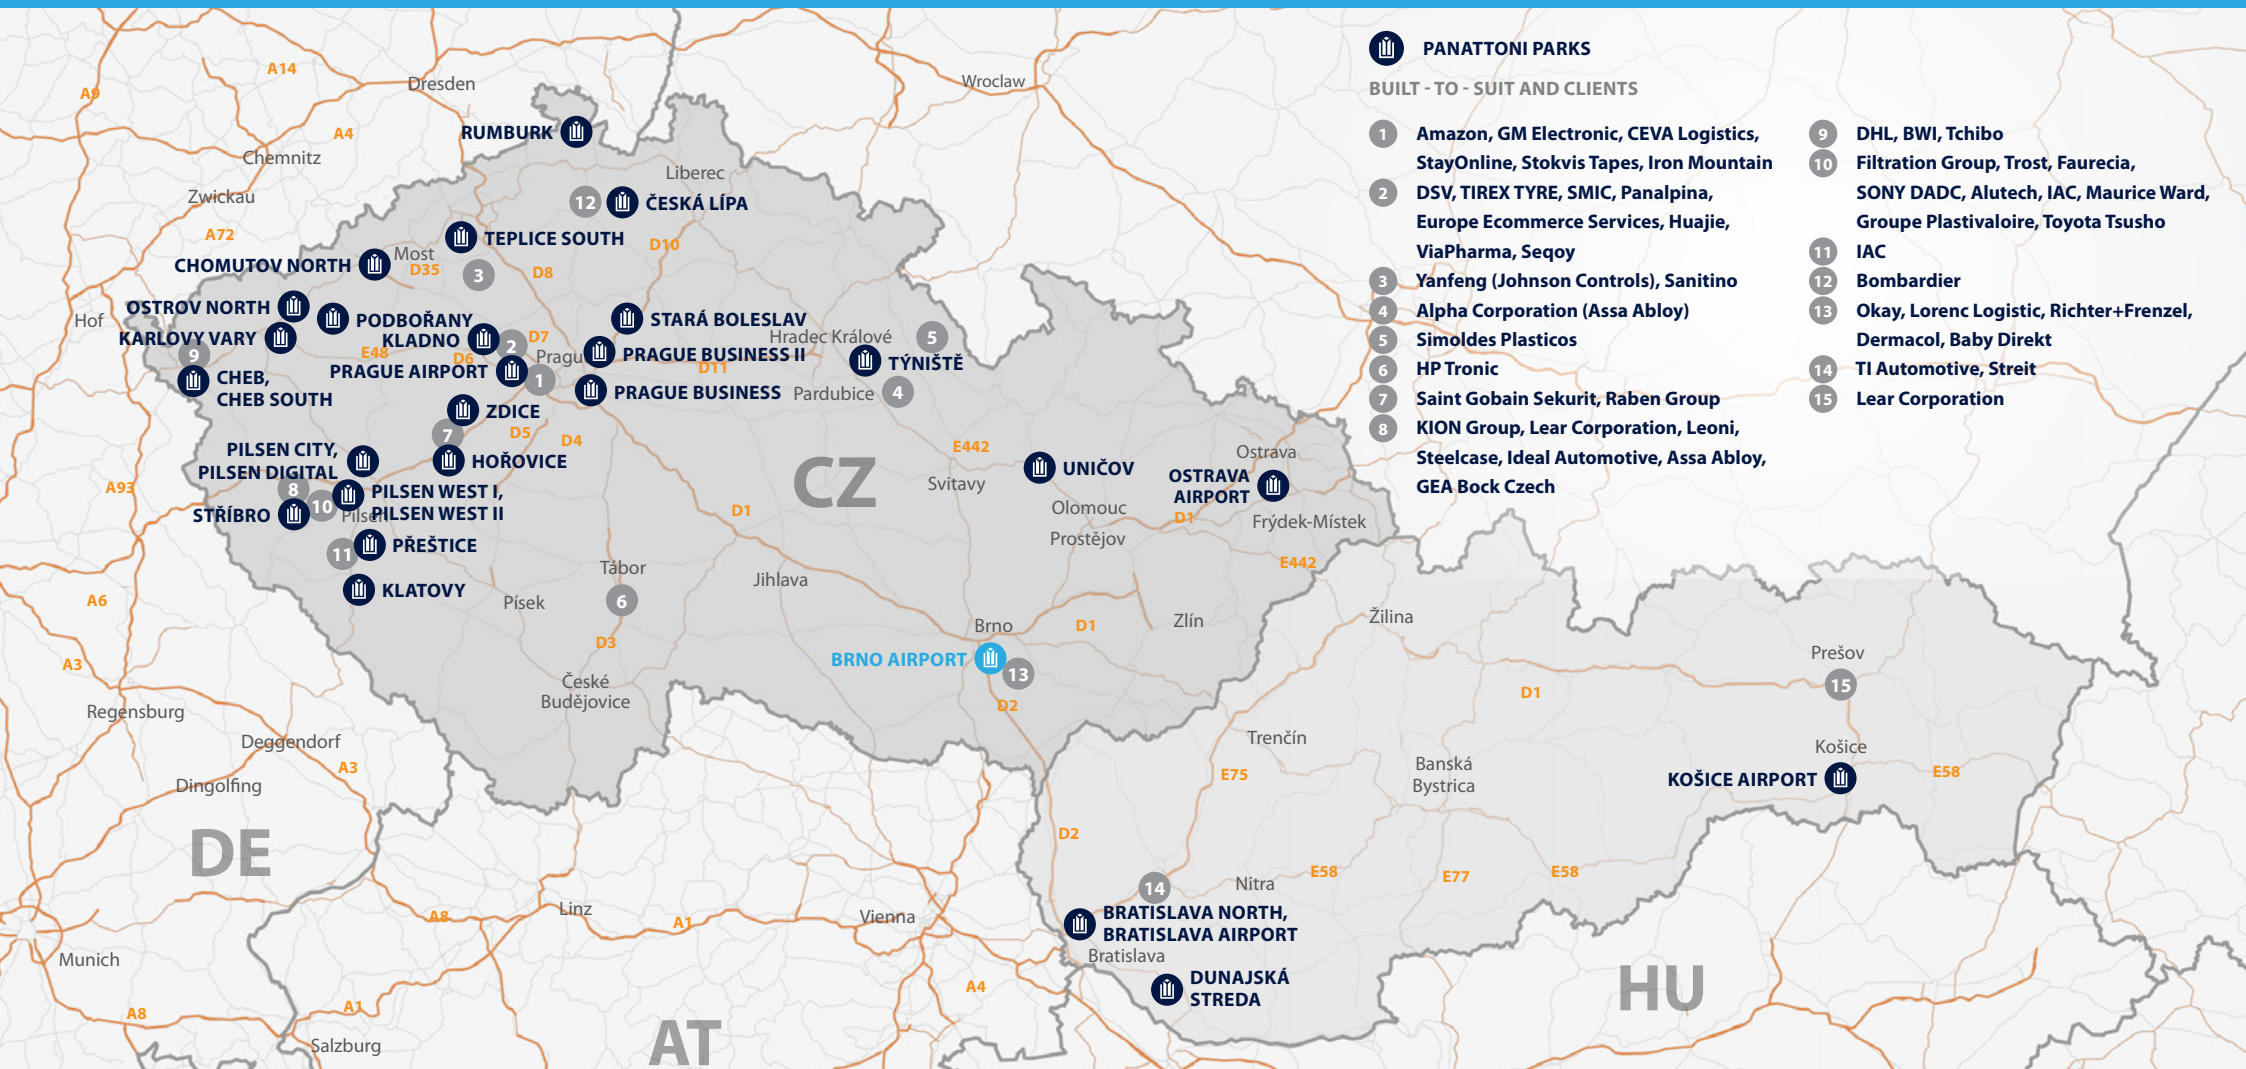 PANATTONI PARKS
BUILT - TO - SUIT AND CLIENTS
1 Amazon, GM Electronic, CEVA Logistics,
StayOnline, Stokvis Tapes, Iron Mountain
2 DSV, TIREX TYRE, SMIC, Panalpina,
Europe Ecommerce Services, Huajie,
ViaPharma, Seqoy
3 Yanfeng (Johnson Controls), Sanitino
4 Alpha Corporation (Assa Abloy)
5 Simoldes Plasticos
6 HP Tronic
7 Saint Gobain Sekurit, Raben Group
8 KION Group, Lear Corporation, Leoni,
Steelcase, Ideal Automotive, Assa Abloy,
GEA Bock Czech
9 DHL, BWI, Tchibo
10 Filtration Group, Trost, Faurecia,
SONY DADC, Alutech, IAC, Maurice Ward,
Groupe Plastivaloire, Toyota Tsusho
11 IAC
12 Bombardier
13 Okay, Lorenc Logistic, Richter+Frenzel,
Dermacol, Baby Direkt
14 TI Automotive, Streit
15 Lear Corporation
A14
Dresden
Wroclaw
A9
A4
RUMBURK
Chemnitz
Liberec
Zwickau
12
ČESKÁ LÍPA
A72
TEPLICE SOUTH
D10
Most
CHOMUTOV NORTH
D35
3
D8
OSTROV NORTH
Hof
PODBOŘANY
STARÁ BOLESLAV
KARLOVY VARY
KLADNO
2
D7
Hradec Králové
5
9
E48
D6
Pragu
PRAGUE BUSINESS II
TÝNIŠTĚ
PRAGUE AIRPORT
1
D11
CHEB,
CHEB SOUTH
PRAGUE BUSINESS
Pardubice
4
ZDICE
7
D5
D4
E442
PILSEN CITY,
PILSEN DIGITAL
HOŘOVICE
CZ
Svitavy
UNIČOV
Ostrava
OSTRAVA
AIRPORT
A93
8
10
PILSEN WEST I,
PILSEN WEST II
STŘÍBRO
Pilsen
D1
Olomouc
D1
Frýdek-Místek
Prostějov
11
PŘEŠTICE
E442
Tábor
Jihlava
KLATOVY
A6
Písek
6
Brno
D1
Zlín
Žilina
D3
A3
BRNO AIRPORT
13
Prešov
České
Budějovice
15
D1
D2
Regensburg
Deggendorf
Trenčín
Košice
A3
E75
Banská
Bystrica
KOŠICE AIRPORT
E58
Dingolfing
DE
D2
E58
E77
E58
14
Nitra
Linz
A8
A1
Vienna
BRATISLAVA NORTH,
BRATISLAVA AIRPORT
Munich
Bratislava
DUNAJSKÁ
STREDA
A4
HU
A8
A1
Salzburg
AT